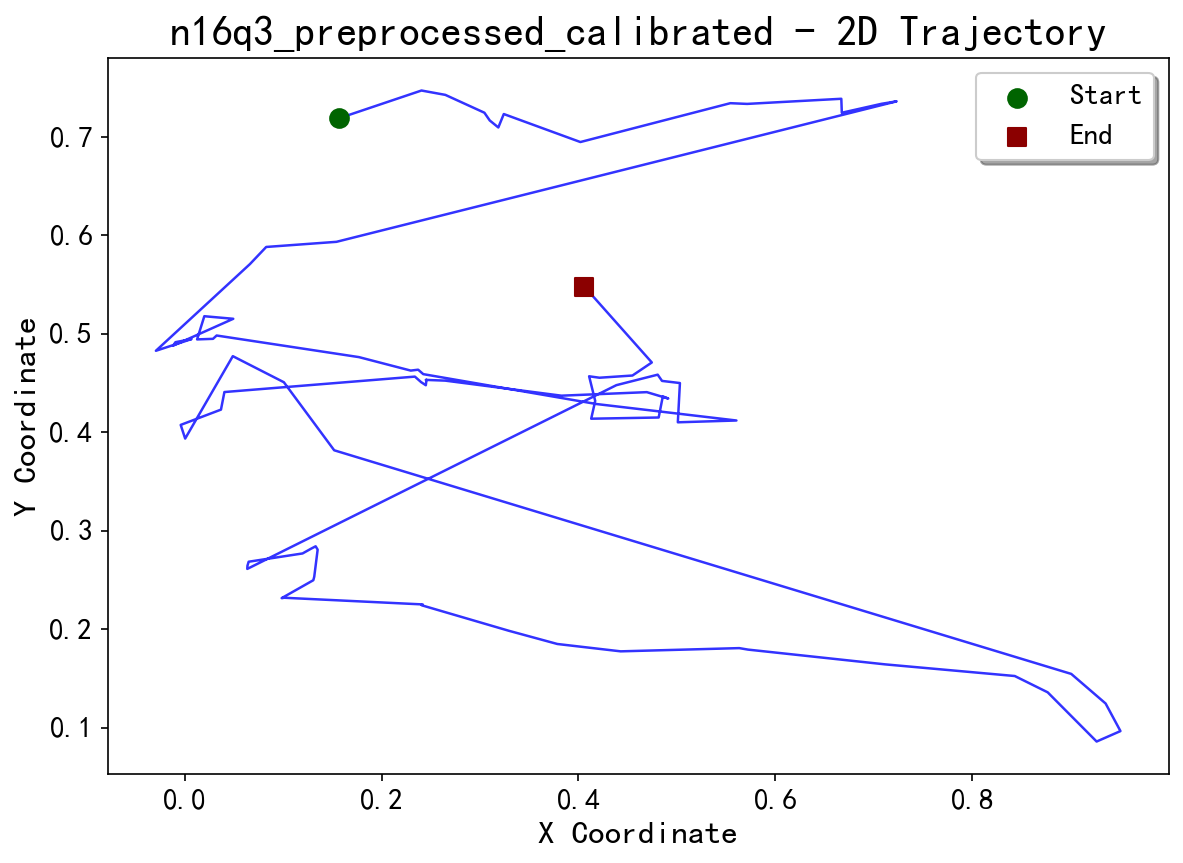 n16q3_preprocessed_calibrated - 2D Trajectory
Start
End
0.7
0.6
0.5
0.4
0.3
0.2
0.1
Y Coordinate
0.0 0.2 0.4 0.6 0.8
X Coordinate